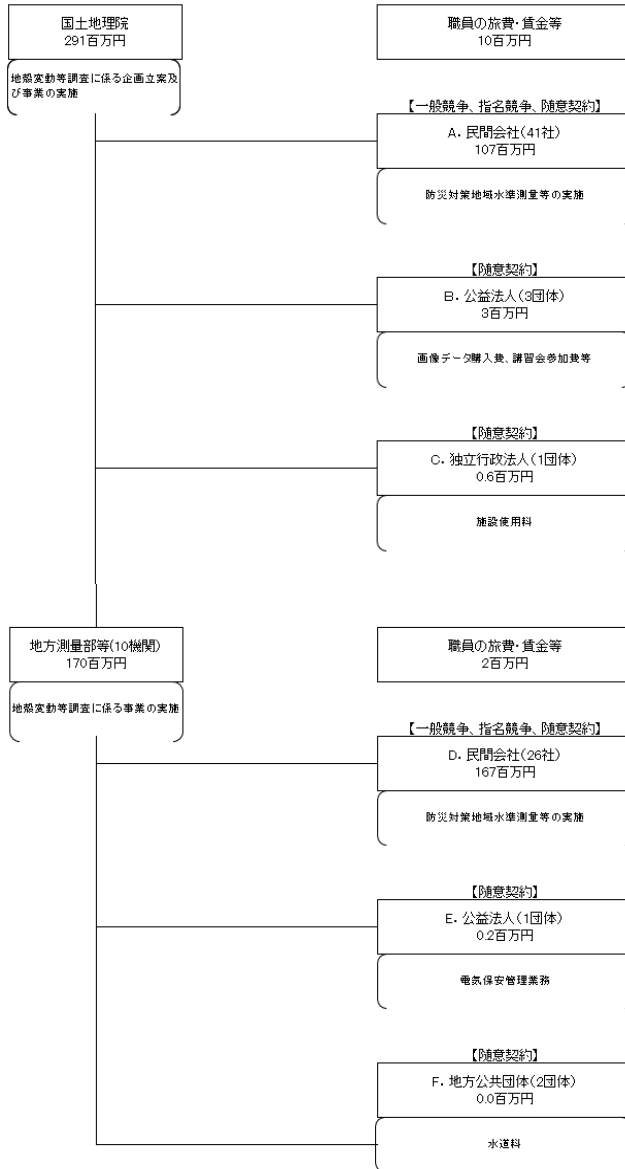 国土地理院
291百万円
地殻変動等調査に係る企画立案及
び事業の実施
職員の旅費・賃金等
10百万円
【一般競争、指名競争、随意契約】
A. 民間会社(41社)
107百万円
防災対策地域水準測量等の実施
【随意契約】
B. 公益法人(3団体)
3百万円
画像データ購入費、講習会参加費等
【随意契約】
C. 独立行政法人(1団体)
0.6百万円
施設使用料
地方測量部等(10機関)
170百万円
地殻変動等調査に係る事業の実施
職員の旅費・賃金等
2百万円
【一般競争、指名競争、随意契約】
D. 民間会社(26社)
167百万円
防災対策地域水準測量等の実施
【随意契約】
E. 公益法人(1団体)
0.2百万円
電気保安管理業務
【随意契約】
F. 地方公共団体(2団体)
0.0百万円
水道料